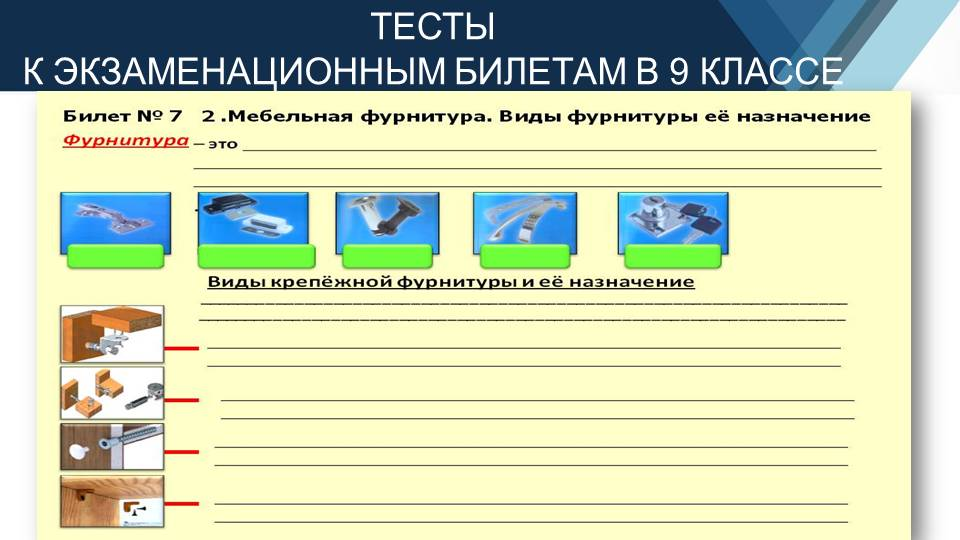 ТЕСТЫ
К ЭКЗАМЕНАЦИОННЫМ БИЛЕТАМ В 9 КЛАССЕ
Билет № 7 2 .Мебельная фурнитура. Виды фурнитуры её назначение
Фурнитура – это
Виды крепёжной фурнитуры и её назначение